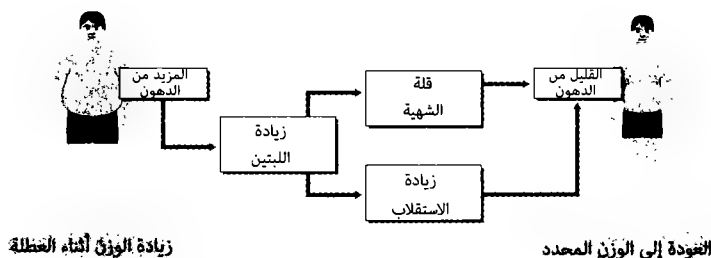 المزيد من
الدهون
زيادة
اللبتين
قلة
الشهية
زيادة
الاستقلاب
القليل من
الدهون
زيادة الوزن أثناء العطلة
العودة إلى الوزن المحدد